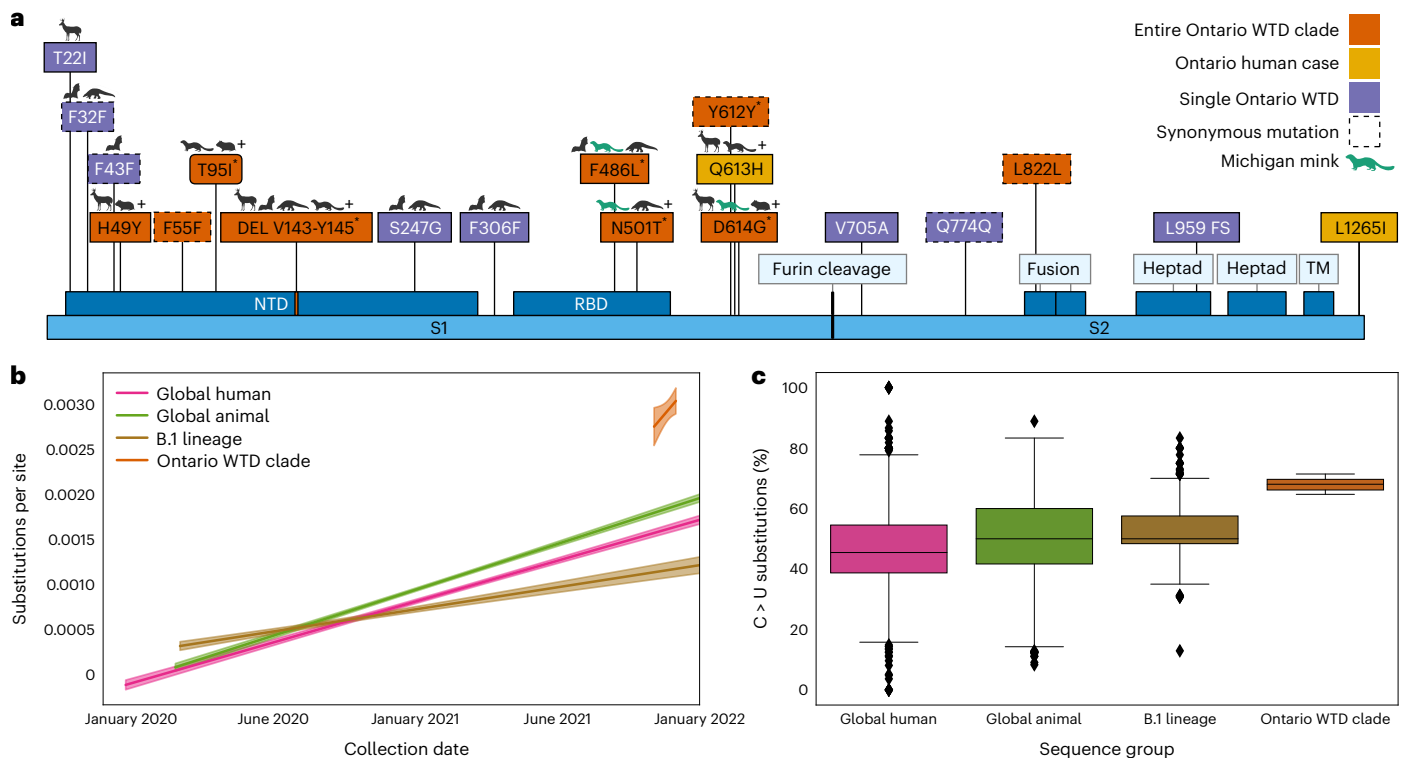 a
Entire Ontario WTD clade
Ontario human case
Single Ontario WTD
Synonymous mutation
Michigan mink
T22I
F32F
Y612Y*
F43F
T95I*
+
F486L*
Q613H
+
L822L
H49Y
+
F55F
DEL V143-Y145*
+
S247G
F306F
N501T*
+
D614G*
+
V705A
Q774Q
L959 FS
L1265I
Furin cleavage
Fusion
Heptad
Heptad
TM
NTD
RBD
S1
S2
b
Global human
Global animal
B.1 lineage
Ontario WTD clade
Substitutions per site
0.0030
0.0025
0.0020
0.0015
0.0010
0.0005
0
January 2020
June 2020
January 2021
June 2021
January 2022
Collection date
c
C > U substitutions (%)
100
80
60
40
20
0
Global human
Global animal
B.1 lineage
Ontario WTD clade
Sequence group